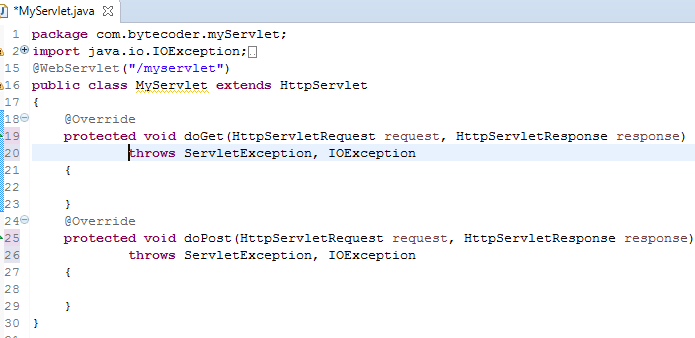 *MyServlet.java
1 package com.bytecoder.myServlet;
2 import java.io.IOException;
15 @WebServlet("/myservlet")
16 public class MyServlet extends HttpServlet
17 {
18 @Override
19 protected void doGet(HttpServletRequest request, HttpServletResponse response)
20 throws ServletException, IOException
21 {
22
23 }
24 @Override
25 protected void doPost(HttpServletRequest request, HttpServletResponse response)
26 throws ServletException, IOException
27 {
28
29 }
30 }